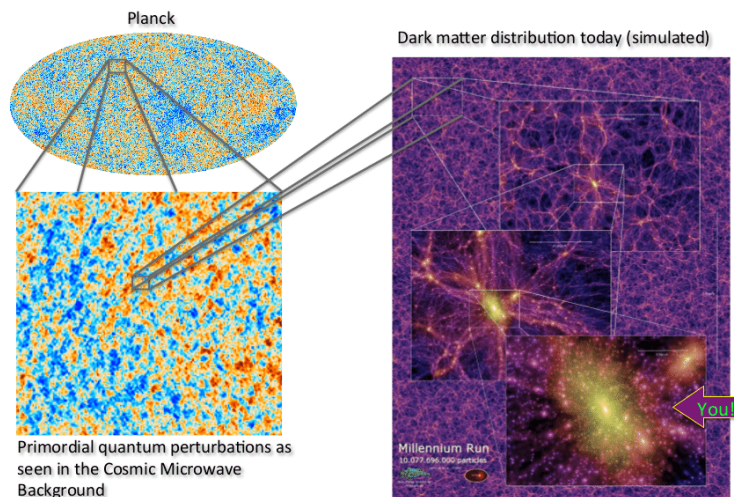 Planck
Dark matter distribution today (simulated)
Primordial quantum perturbations as
seen in the Cosmic Microwave
Background
You!
Millennium Run
10.077.696.000 particles